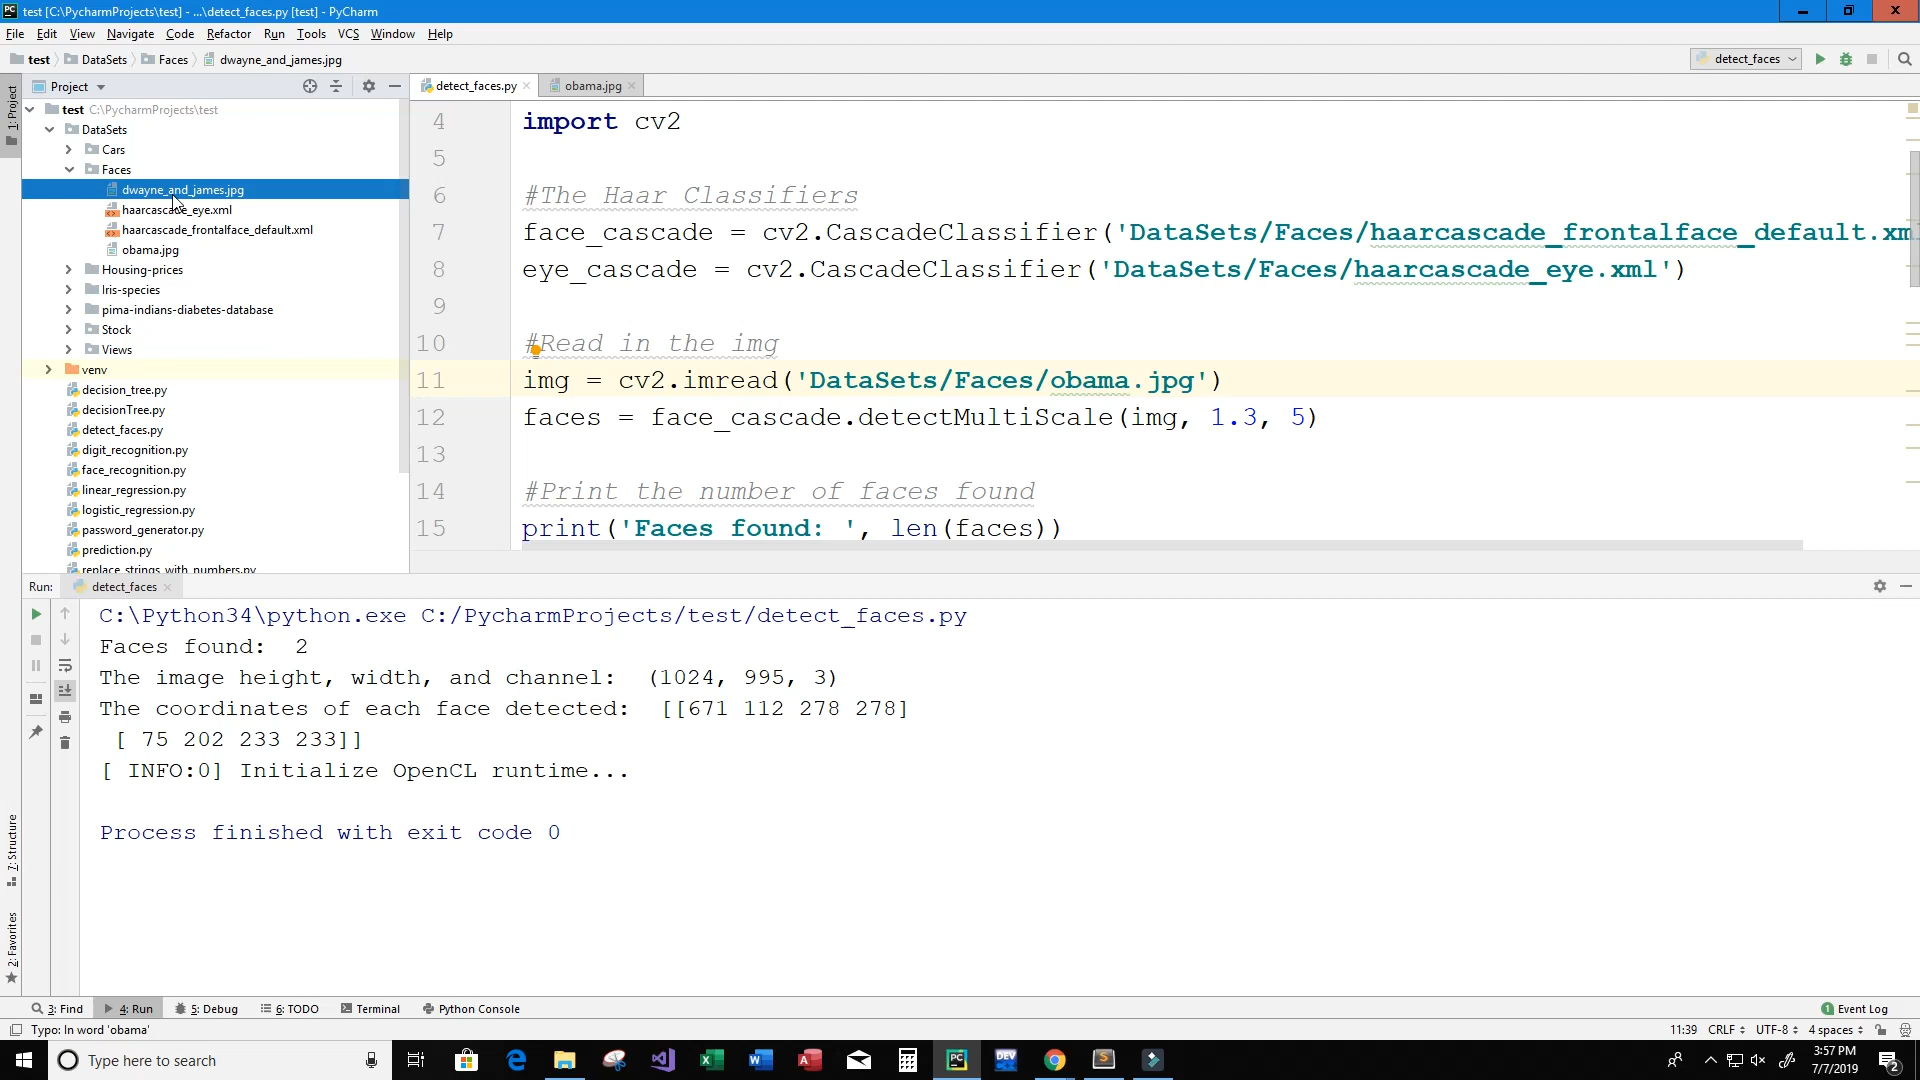 test [C:\PycharmProjects\test] - ...\detect_faces.py [test] - PyCharm
File Edit View Navigate Code Refactor Run Tools VCS Window Help
test DataSets Faces dwayne_and_james.jpg
detect_faces
1: Project
Project
detect_faces.py
obama.jpg
test C:\PycharmProjects\test
DataSets
Cars
Faces
dwayne_and_james.jpg
haarcascade_eye.xml
haarcascade_frontalface_default.xml
obama.jpg
Housing-prices
Iris-species
pima-indians-diabetes-database
Stock
Views
venv
decision_tree.py
decisionTree.py
detect_faces.py
digit_recognition.py
face_recognition.py
linear_regression.py
logistic_regression.py
password_generator.py
prediction.py
replace_strings_with_numbers.py
4 import cv2
5
6 #The Haar Classifiers
7 face_cascade = cv2.CascadeClassifier('DataSets/Faces/haarcascade_frontalface_default.xm
8 eye_cascade = cv2.CascadeClassifier('DataSets/Faces/haarcascade_eye.xml')
9
10 #Read in the img
11 img = cv2.imread('DataSets/Faces/obama.jpg')
12 faces = face_cascade.detectMultiScale(img, 1.3, 5)
13
14 #Print the number of faces found
15 print('Faces found: ', len(faces))
Run: detect_faces
C:\Python34\python.exe C:/PycharmProjects/test/detect_faces.py
Faces found:  2
The image height, width, and channel:  (1024, 995, 3)
The coordinates of each face detected:  [[671 112 278 278]
[ 75 202 233 233]]
[ INFO:0] Initialize OpenCL runtime...
Process finished with exit code 0
7: Structure
2: Favorites
3: Find 4: Run 5: Debug 6: TODO Terminal Python Console
1 Event Log
Typo: In word 'obama'
11:39 CRLF UTF-8 4 spaces
Type here to search
3:57 PM
7/7/2019
2